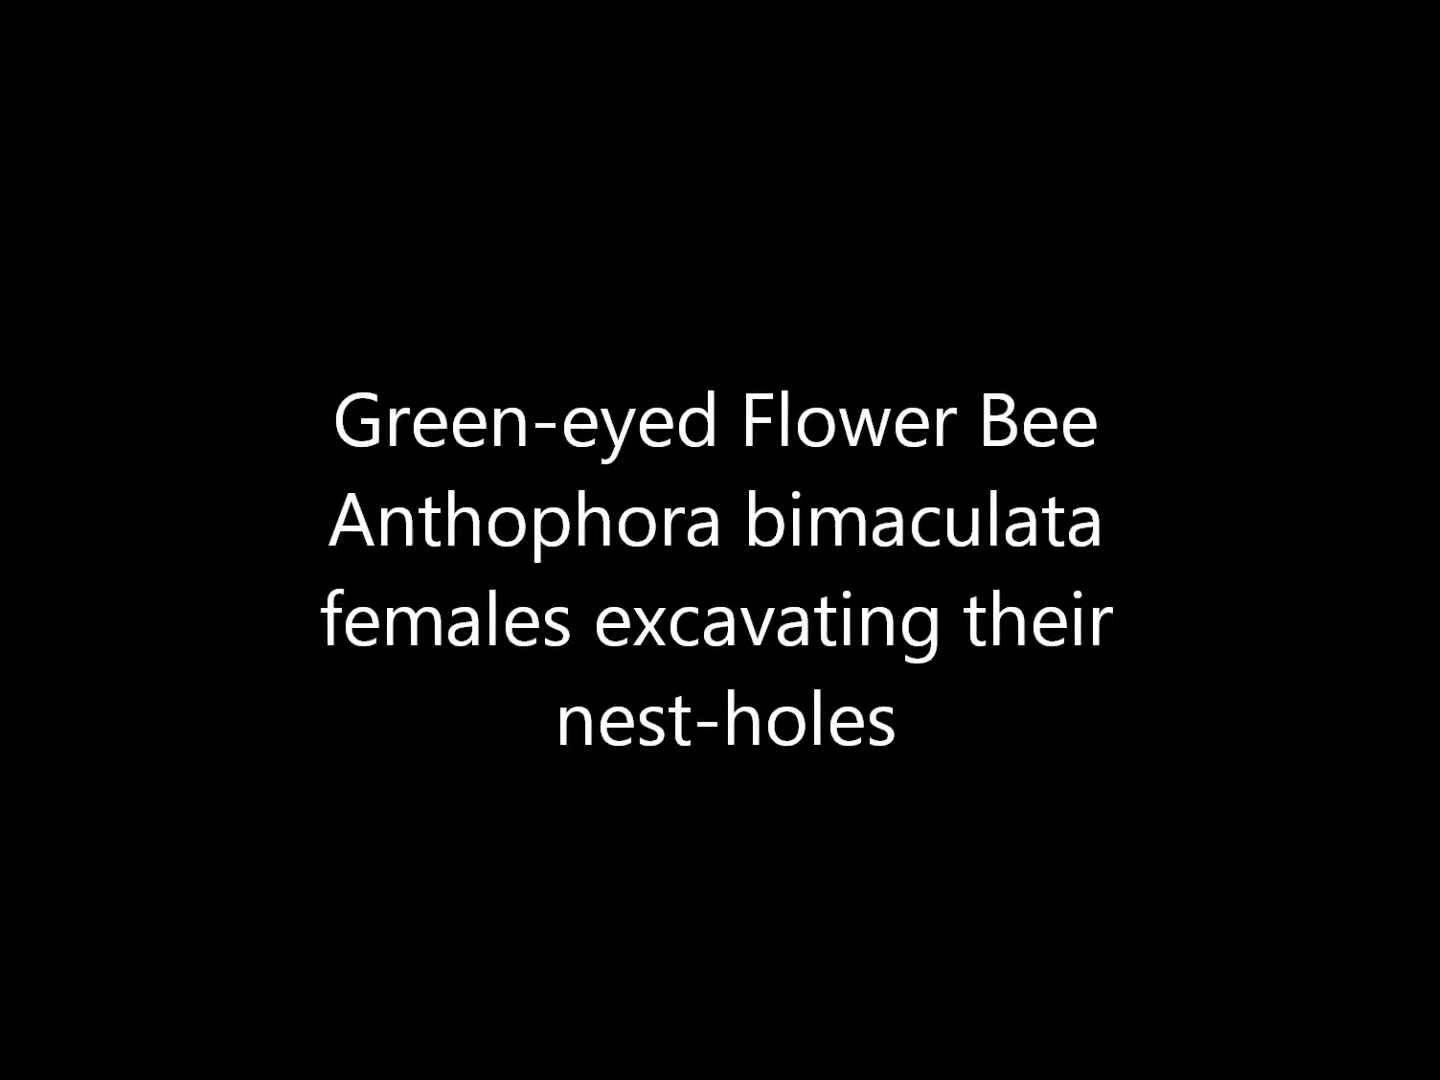 Green-eyed Flower Bee
Anthophora bimaculata
females excavating their
nest-holes